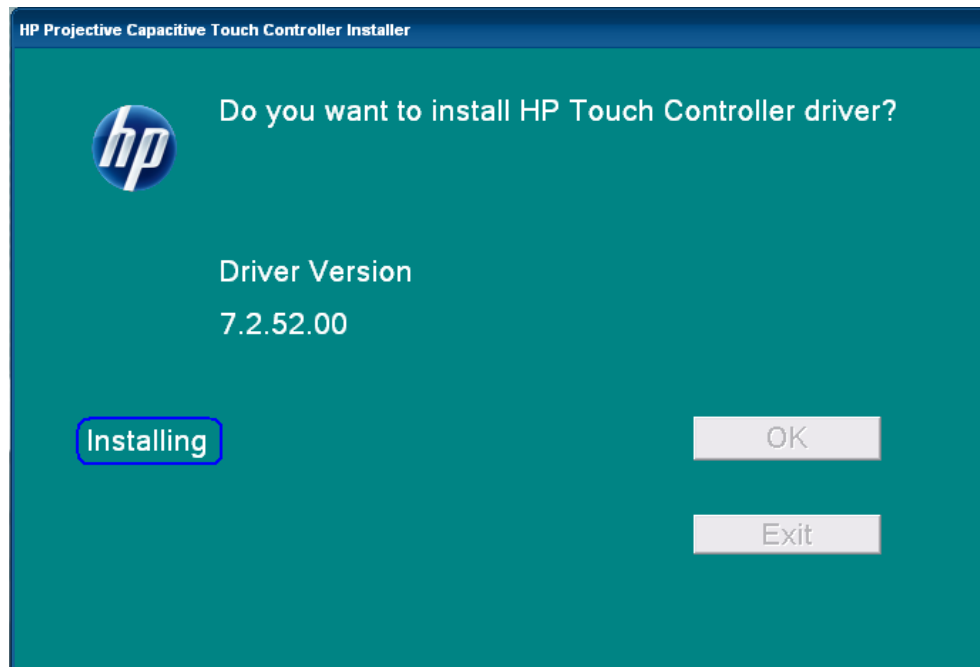 HP Projective Capacitive Touch Controller Installer
hp
Do you want to install HP Touch Controller driver?
Driver Version
7.2.52.00
Installing
OK
Exit